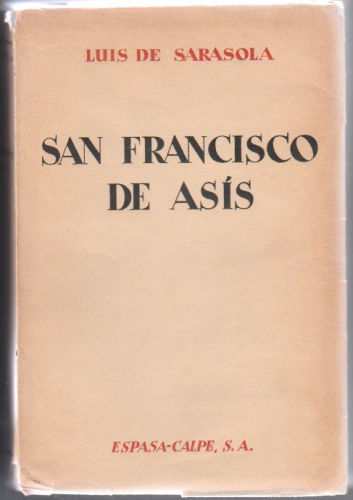 LUIS DE SARASOLA
SAN FRANCISCO
DE ASÍS
ESPASA-CALPE, S. A.